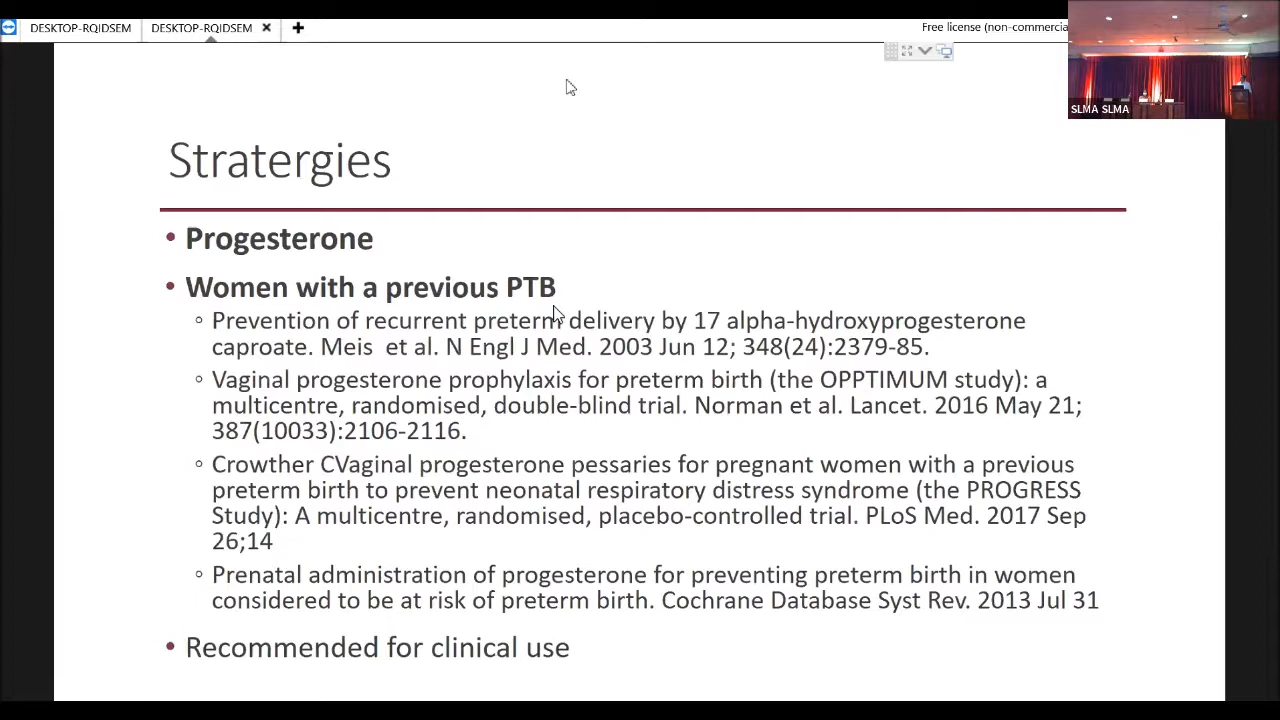 DESKTOP-RQIDSEM
DESKTOP-RQIDSEM
Free license (non-commercia
SLMA SLMA
Stratergies
• Progesterone
• Women with a previous PTB
◦ Prevention of recurrent preterm delivery by 17 alpha-hydroxyprogesterone
caproate. Meis et al. N Engl J Med. 2003 Jun 12; 348(24):2379-85.
◦ Vaginal progesterone prophylaxis for preterm birth (the OPPTIMUM study): a
multicentre, randomised, double-blind trial. Norman et al. Lancet. 2016 May 21;
387(10033):2106-2116.
◦ Crowther CVaginal progesterone pessaries for pregnant women with a previous
preterm birth to prevent neonatal respiratory distress syndrome (the PROGRESS
Study): A multicentre, randomised, placebo-controlled trial. PLoS Med. 2017 Sep
26;14
◦ Prenatal administration of progesterone for preventing preterm birth in women
considered to be at risk of preterm birth. Cochrane Database Syst Rev. 2013 Jul 31
• Recommended for clinical use